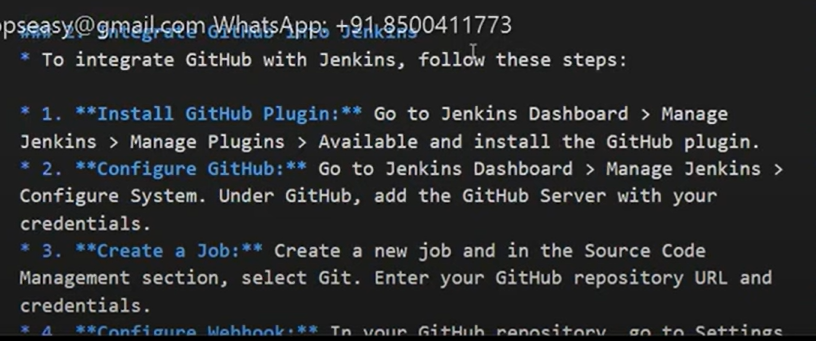 opseasy@gmail.com WhatsApp: +91 8500411773
### 2. Integrate GitHub into Jenkins
* To integrate GitHub with Jenkins, follow these steps:
* 1. **Install GitHub Plugin:** Go to Jenkins Dashboard > Manage
Jenkins > Manage Plugins > Available and install the GitHub plugin.
* 2. **Configure GitHub:** Go to Jenkins Dashboard > Manage Jenkins >
Configure System. Under GitHub, add the GitHub Server with your
credentials.
* 3. **Create a Job:** Create a new job and in the Source Code
Management section, select Git. Enter your GitHub repository URL and
credentials.
* 4. **Configure Webhook:** In your GitHub repository, go to Settings